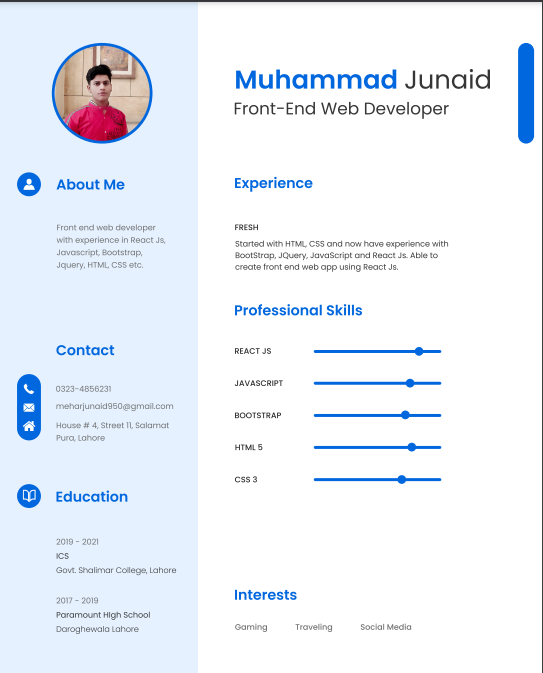 Muhammad Junaid
Front-End Web Developer
About Me
Front end web developer
with experience in React Js,
Javascript, Bootstrap,
Jquery, HTML, CSS etc.
Contact
0323-4856231
meharjunaid950@gmail.com
House # 4, Street 11, Salamat
Pura, Lahore
Education
2019 - 2021
ICS
Govt. Shalimar College, Lahore
2017 - 2019
Paramount HIgh School
Daroghewala Lahore
Experience
FRESH
Started with HTML, CSS and now have experience with
BootStrap, JQuery, JavaScript and React Js. Able to
create front end web app using React Js.
Professional Skills
REACT JS
JAVASCRIPT
BOOTSTRAP
HTML 5
CSS 3
Interests
Gaming Traveling Social Media